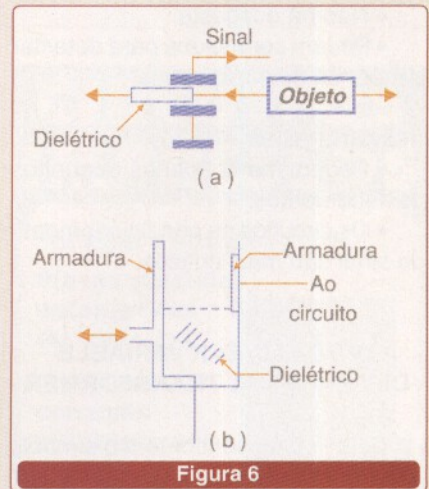 Sinal
Objeto
Dielétrico
( a )
Armadura
Armadura
Ao
circuito
Dielétrico
( b )
Figura 6